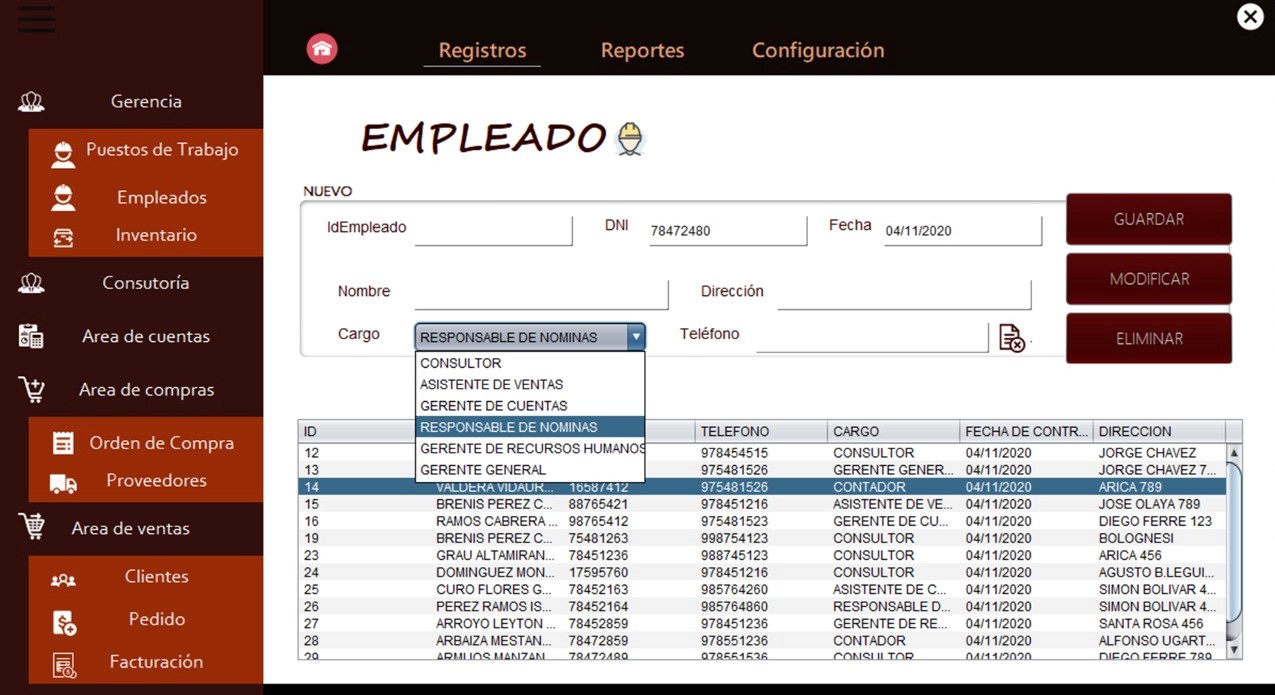 Registros Reportes Configuración
Gerencia
Puestos de Trabajo
Empleados
Inventario
Consutoría
Area de cuentas
Area de compras
Orden de Compra
Proveedores
Area de ventas
Clientes
Pedido
Facturación
EMPLEADO
NUEVO
IdEmpleado DNI 78472480 Fecha 04/11/2020
Nombre Dirección
Cargo RESPONSABLE DE NOMINAS Teléfono
CONSULTOR
ASISTENTE DE VENTAS
GERENTE DE CUENTAS
RESPONSABLE DE NOMINAS
GERENTE DE RECURSOS HUMANOS
GERENTE GENERAL
GUARDAR
MODIFICAR
ELIMINAR
ID TELEFONO CARGO FECHA DE CONTR... DIRECCION
12 978454515 CONSULTOR 04/11/2020 JORGE CHAVEZ
13 975481526 GERENTE GENER... 04/11/2020 JORGE CHAVEZ 7...
14 VALDERA VIDAUR... 16587412 975481526 CONTADOR 04/11/2020 ARICA 789
15 BRENIS PEREZ C... 88765421 978451216 ASISTENTE DE VE... 04/11/2020 JOSE OLAYA 789
16 RAMOS CABRERA ... 98765412 975481523 GERENTE DE CU... 04/11/2020 DIEGO FERRE 123
19 BRENIS PEREZ C... 75481263 998754123 CONSULTOR 04/11/2020 BOLOGNESI
23 GRAU ALTAMIRAN... 78451236 988745123 CONSULTOR 04/11/2020 ARICA 456
24 DOMINGUEZ MON... 17595760 978451216 CONSULTOR 04/11/2020 AGUSTO B.LEGUI...
25 CURO FLORES G... 78452163 985764260 ASISTENTE DE C... 04/11/2020 SIMON BOLIVAR 4...
26 PEREZ RAMOS IS... 78452164 985764860 RESPONSABLE D... 04/11/2020 SIMON BOLIVAR 4...
27 ARROYO LEYTON ... 78452859 978451236 GERENTE DE RE... 04/11/2020 SANTA ROSA 456
28 ARBAIZA MESTAN... 78472859 978551236 CONTADOR 04/11/2020 ALFONSO UGART...
29 ARMIJOS MANZAN... 78472489 978551536 CONSULTOR 04/11/2020 DIEGO FERRE 789